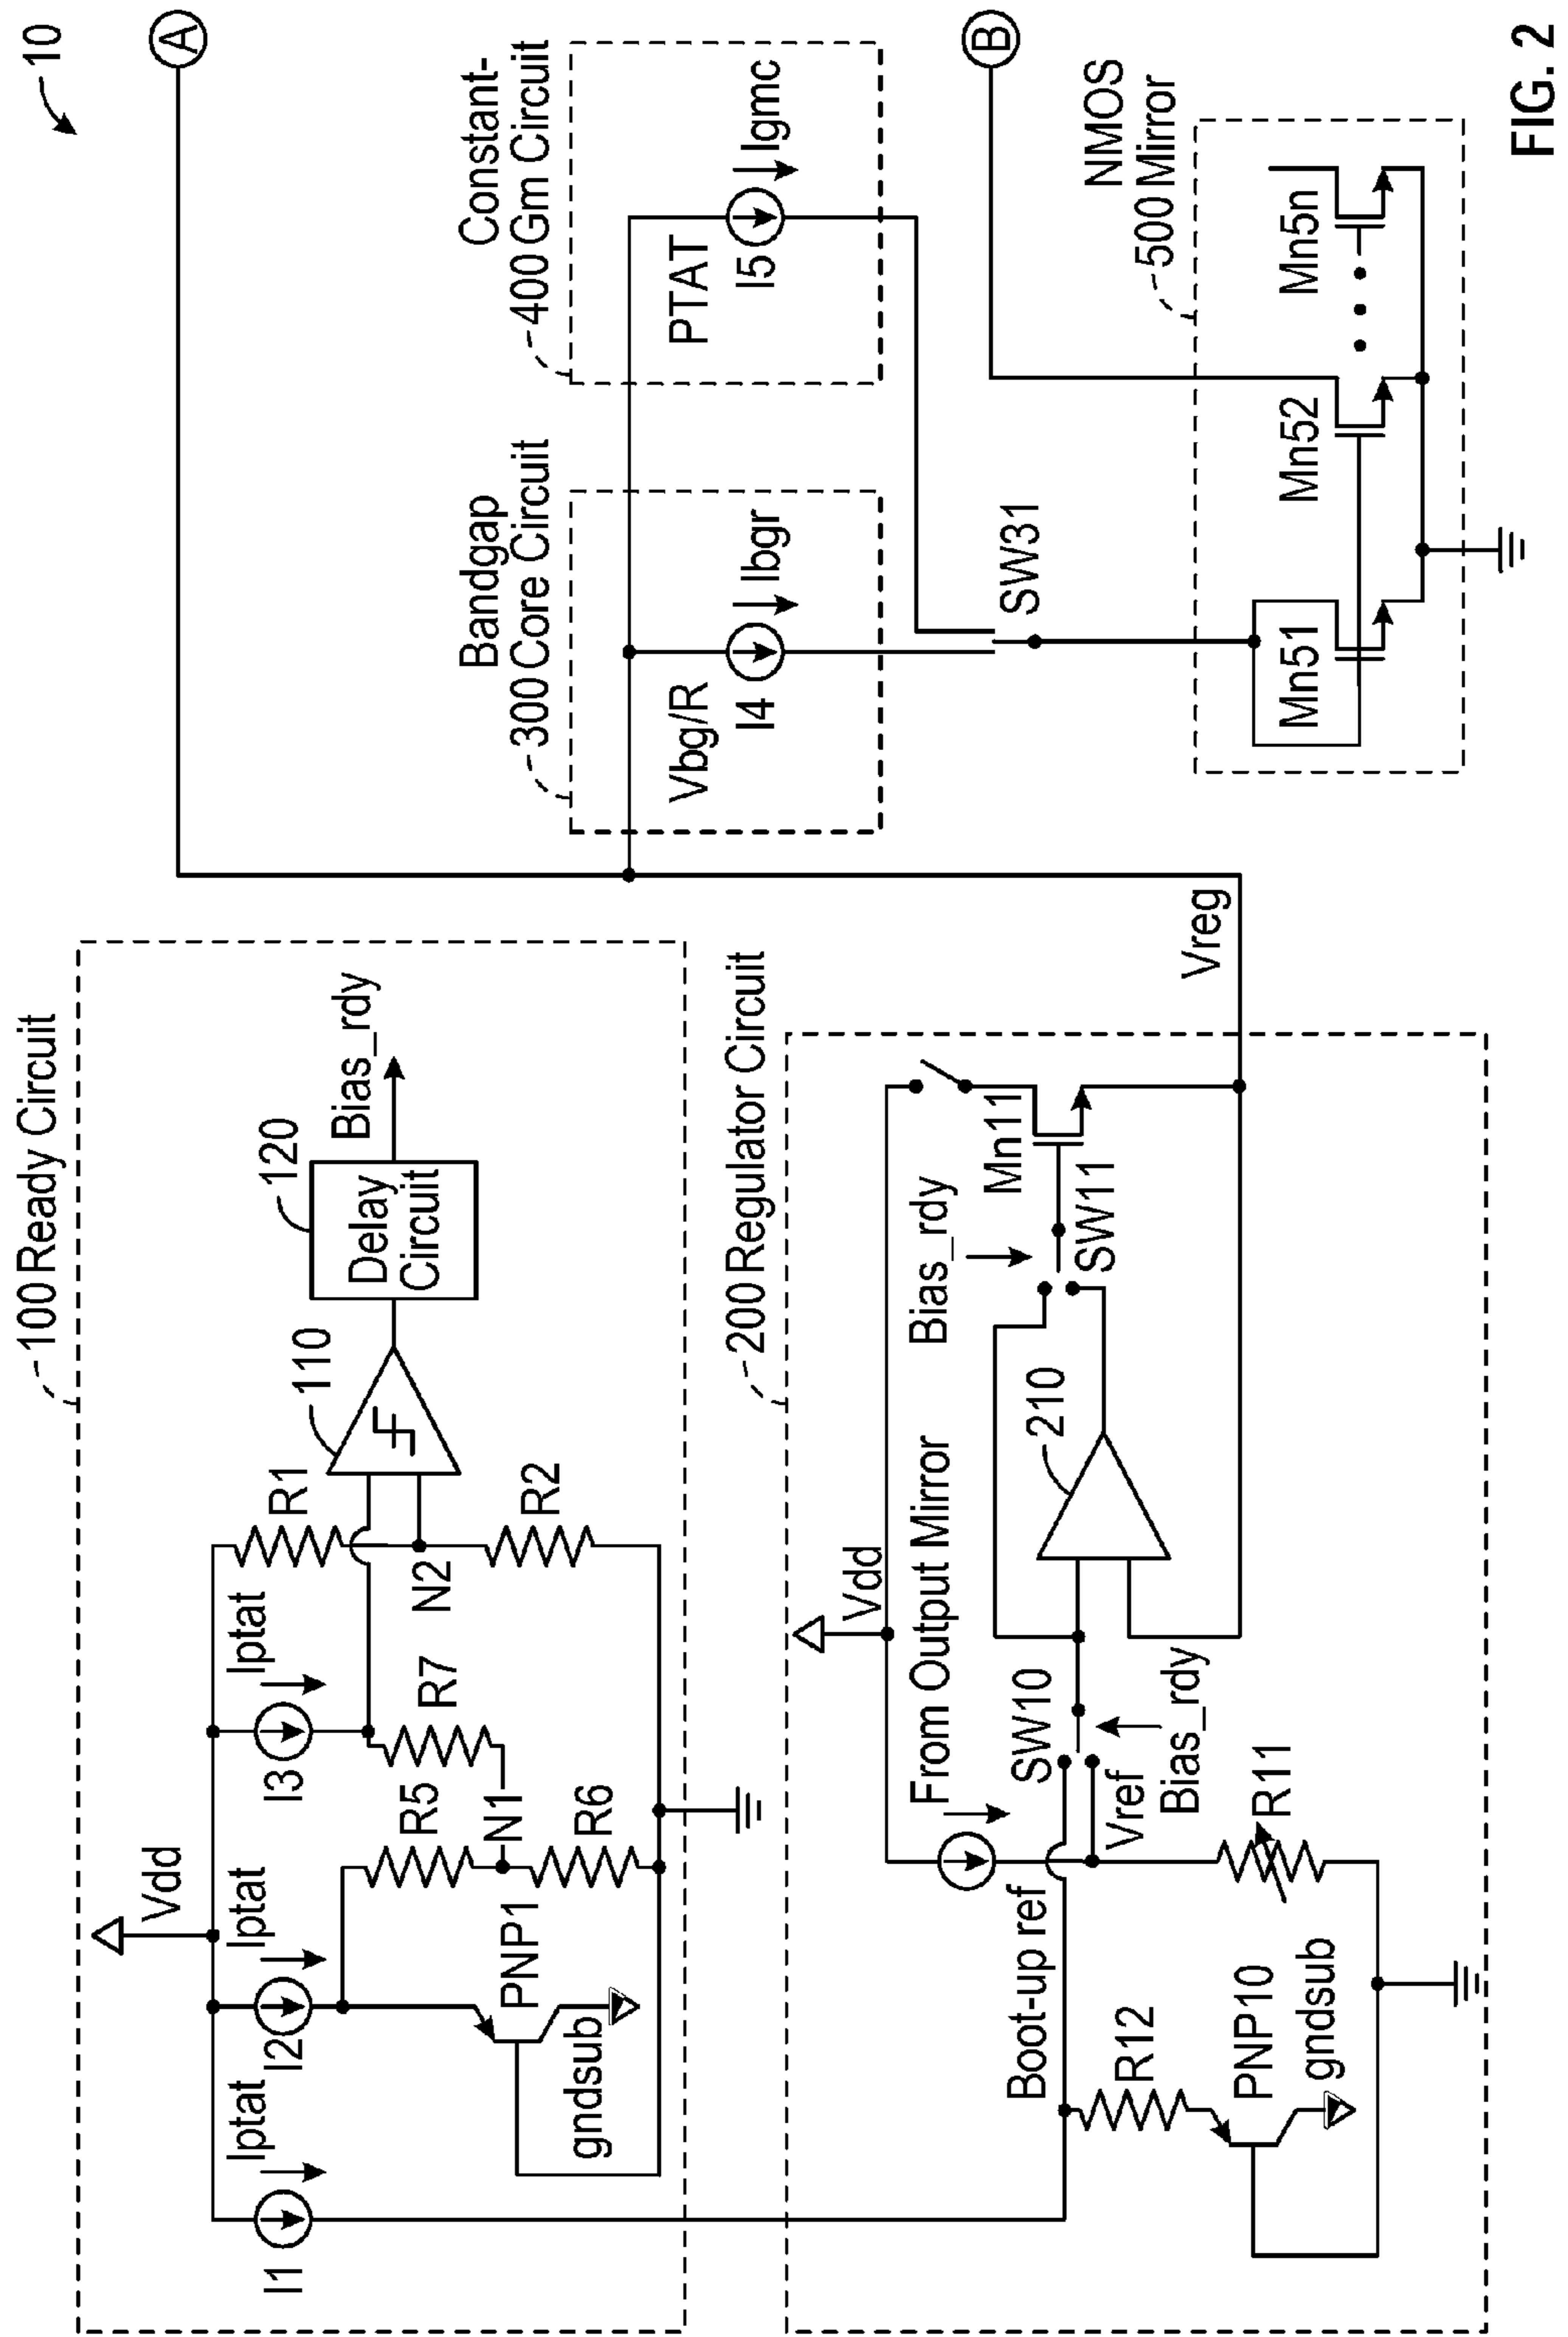 10
100 Ready Circuit
Vdd
Iptat
Iptat
Iptat
I1
I2
I3
R1
R5
R7
N1
N2
R6
R2
PNP1
gndsub
110
120
Delay
Circuit
Bias_rdy
A
200 Regulator Circuit
Vdd
From Output Mirror
Boot-up ref
SW10
Vref
Bias_rdy
R11
R12
PNP10
gndsub
210
Bias_rdy
SW11
Mn11
Vreg
Bandgap
300 Core Circuit
Vbg/R
I4
Ibgr
Constant-
400 Gm Circuit
PTAT
I5
Igmc
SW31
B
NMOS
500 Mirror
Mn51
Mn52
Mn5n
FIG. 2